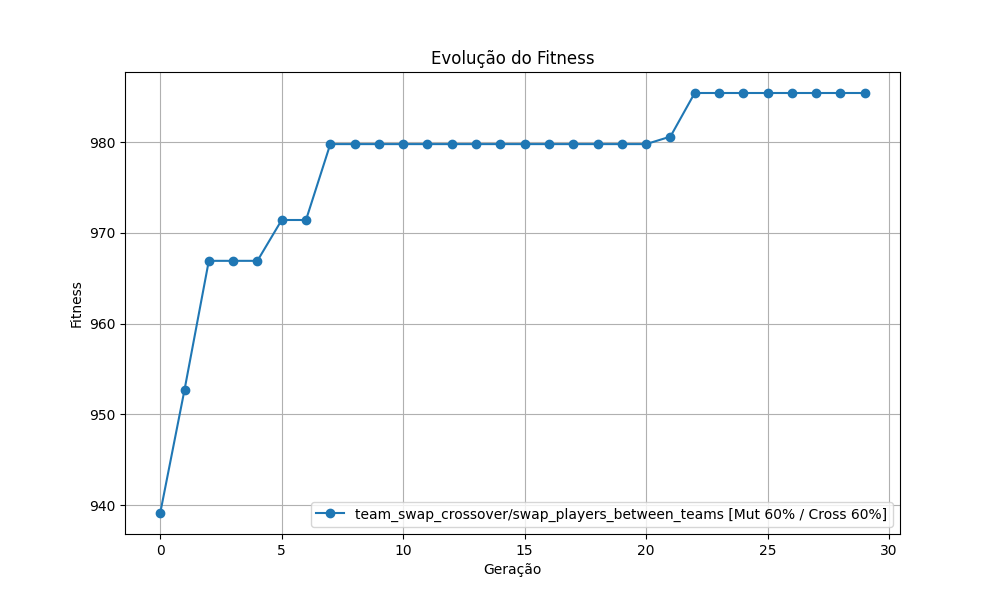 Evolução do Fitness
Fitness
980
970
960
950
940
team_swap_crossover/swap_players_between_teams [Mut 60% / Cross 60%]
0 5 10 15 20 25 30
Geração